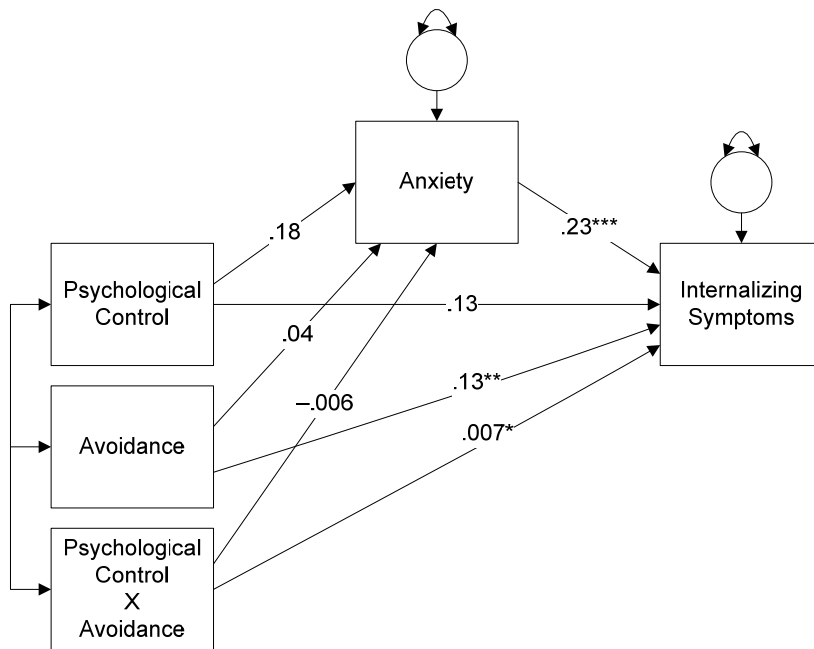 Anxiety
.23***
.18
Psychological
Control
.13
Internalizing
Symptoms
.04
–.006
.13**
Avoidance
.007*
Psychological
Control
X
Avoidance